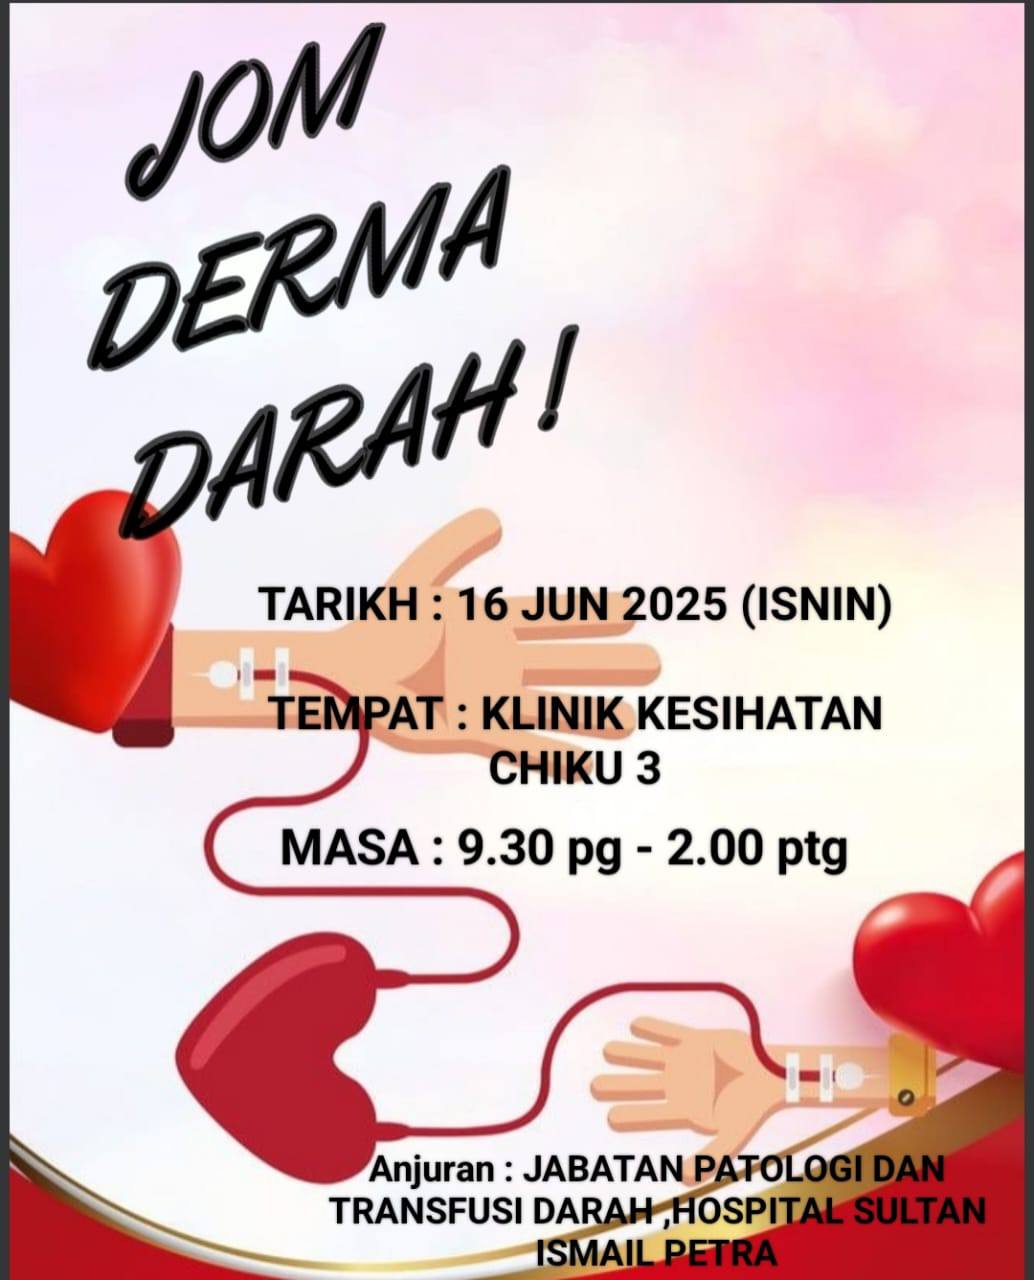 JOM
DERMA
DARAH!
TARIKH : 16 JUN 2025 (ISNIN)
TEMPAT : KLINIK KESIHATAN
CHIKU 3
MASA : 9.30 pg - 2.00 ptg
Anjuran : JABATAN PATOLOGI DAN
TRANSFUSI DARAH ,HOSPITAL SULTAN
ISMAIL PETRA